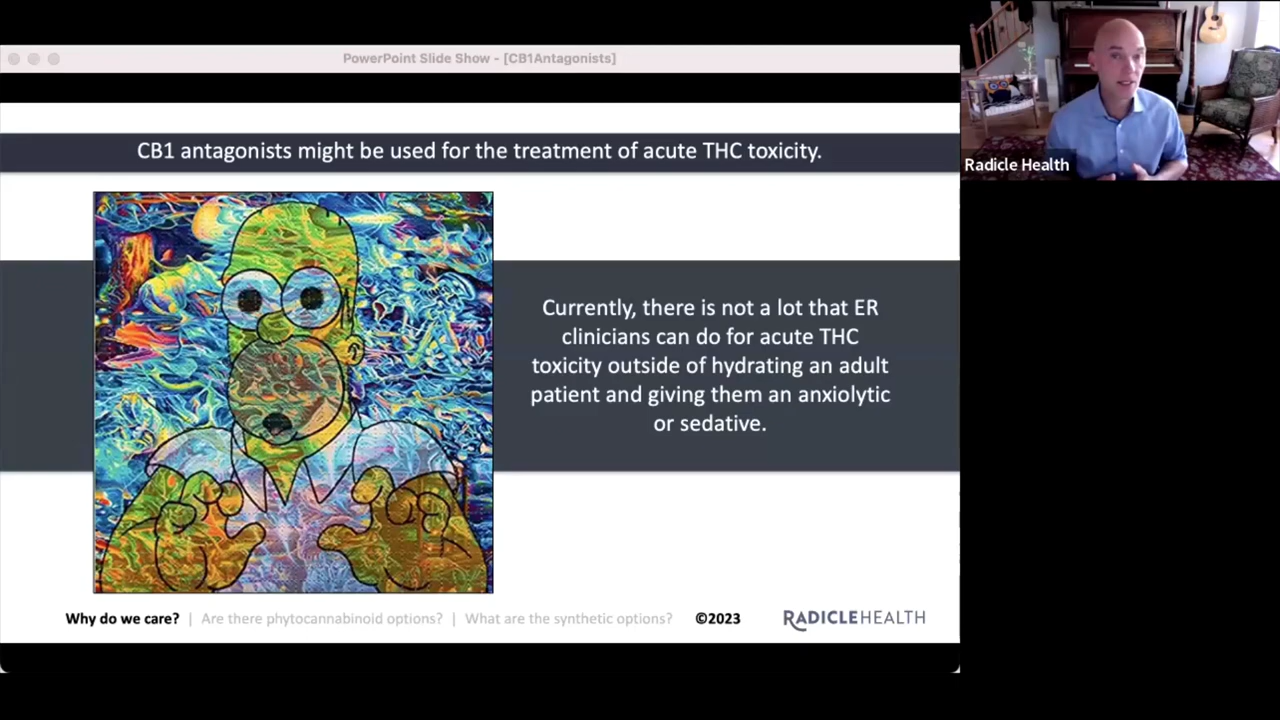 PowerPoint Slide Show - [CB1Antagonists]
CB1 antagonists might be used for the treatment of acute THC toxicity.
Radicle Health
Currently, there is not a lot that ER
clinicians can do for acute THC
toxicity outside of hydrating an adult
patient and giving them an anxiolytic
or sedative.
Why do we care? | Are there phytocannabinoid options? | What are the synthetic options? ©2023 RADICLEHEALTH